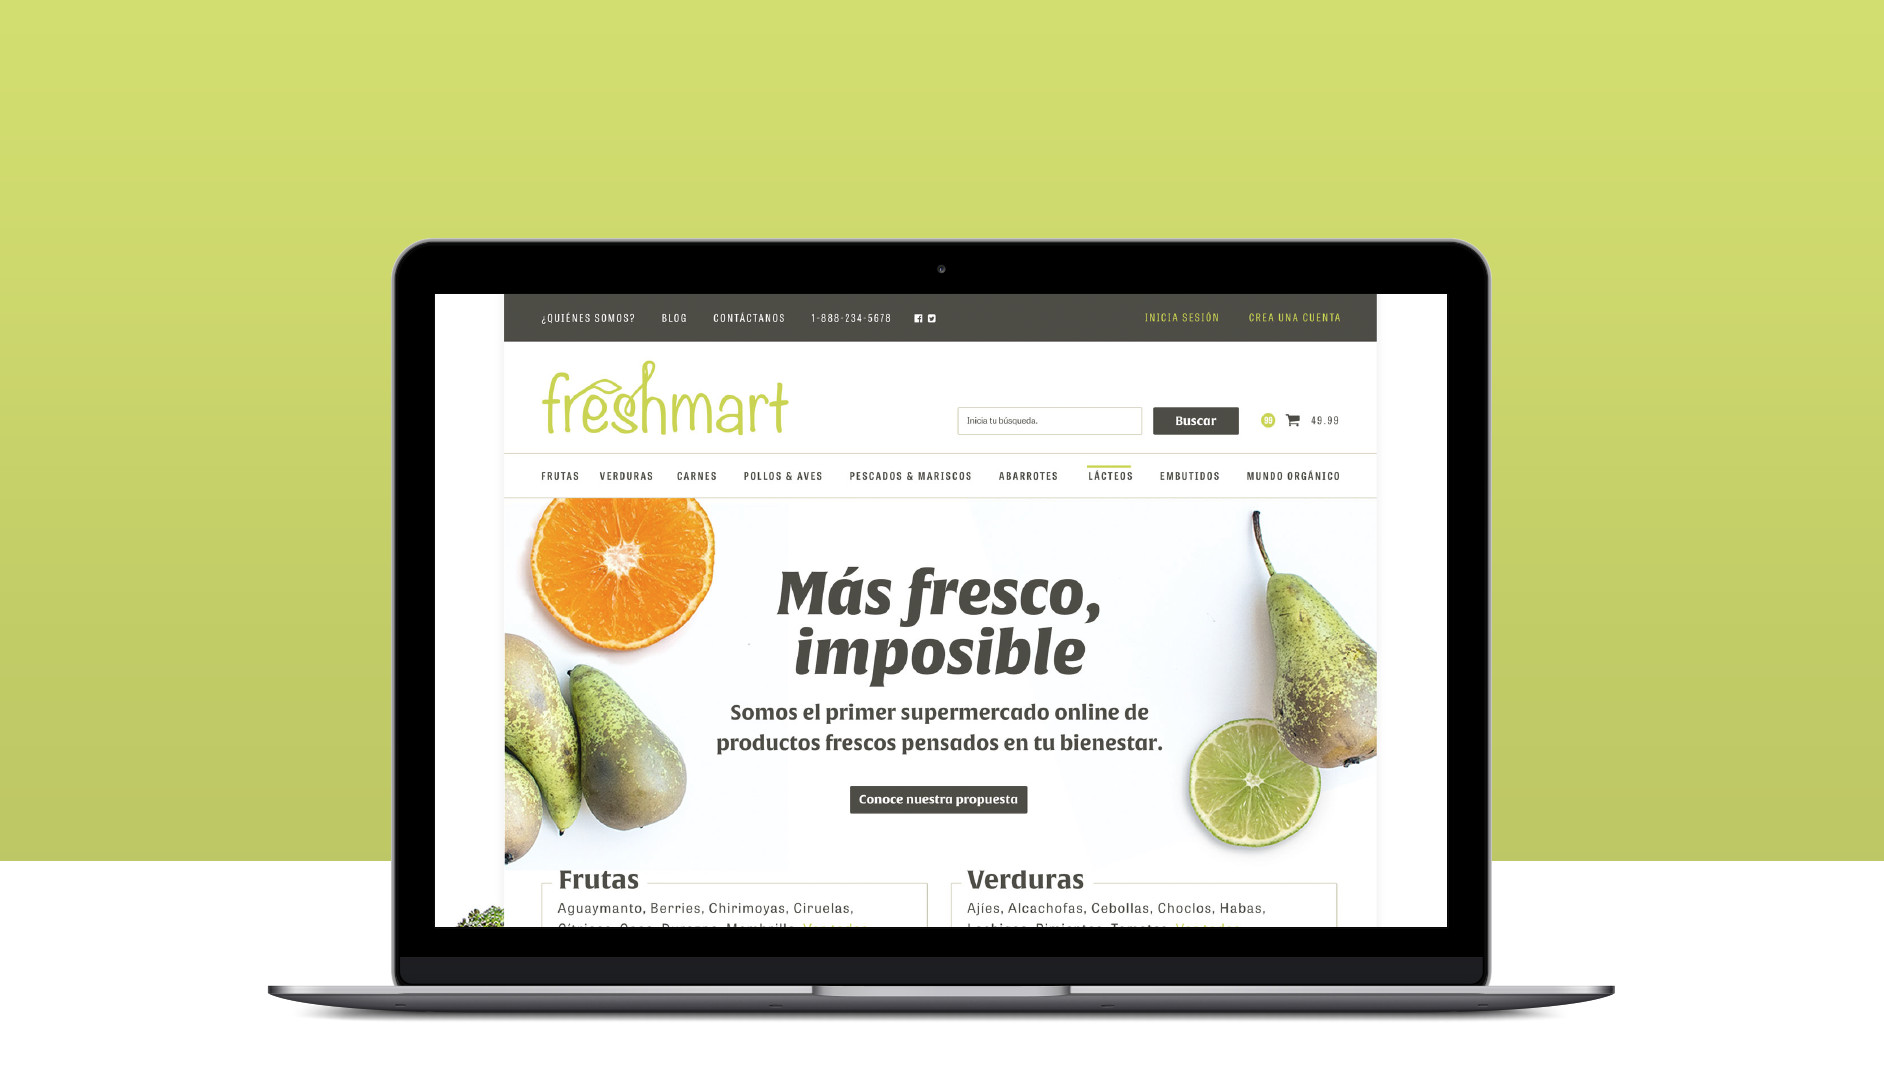 ¿QUIÉNES SOMOS? BLOG CONTÁCTANOS 1-888-234-5678 INICIA SESIÓN CREA UNA CUENTA
freshmart
Inicia tu búsqueda. Buscar 99 49.99
FRUTAS VERDURAS CARNES POLLOS & AVES PESCADOS & MARISCOS ABARROTES LÁCTEOS EMBUTIDOS MUNDO ORGÁNICO
Más fresco,
imposible
Somos el primer supermercado online de
productos frescos pensados en tu bienestar.
Conoce nuestra propuesta
Frutas
Aguaymanto, Berries, Chirimoyas, Ciruelas,
Verduras
Ajíes, Alcachofas, Cebollas, Choclos, Habas,